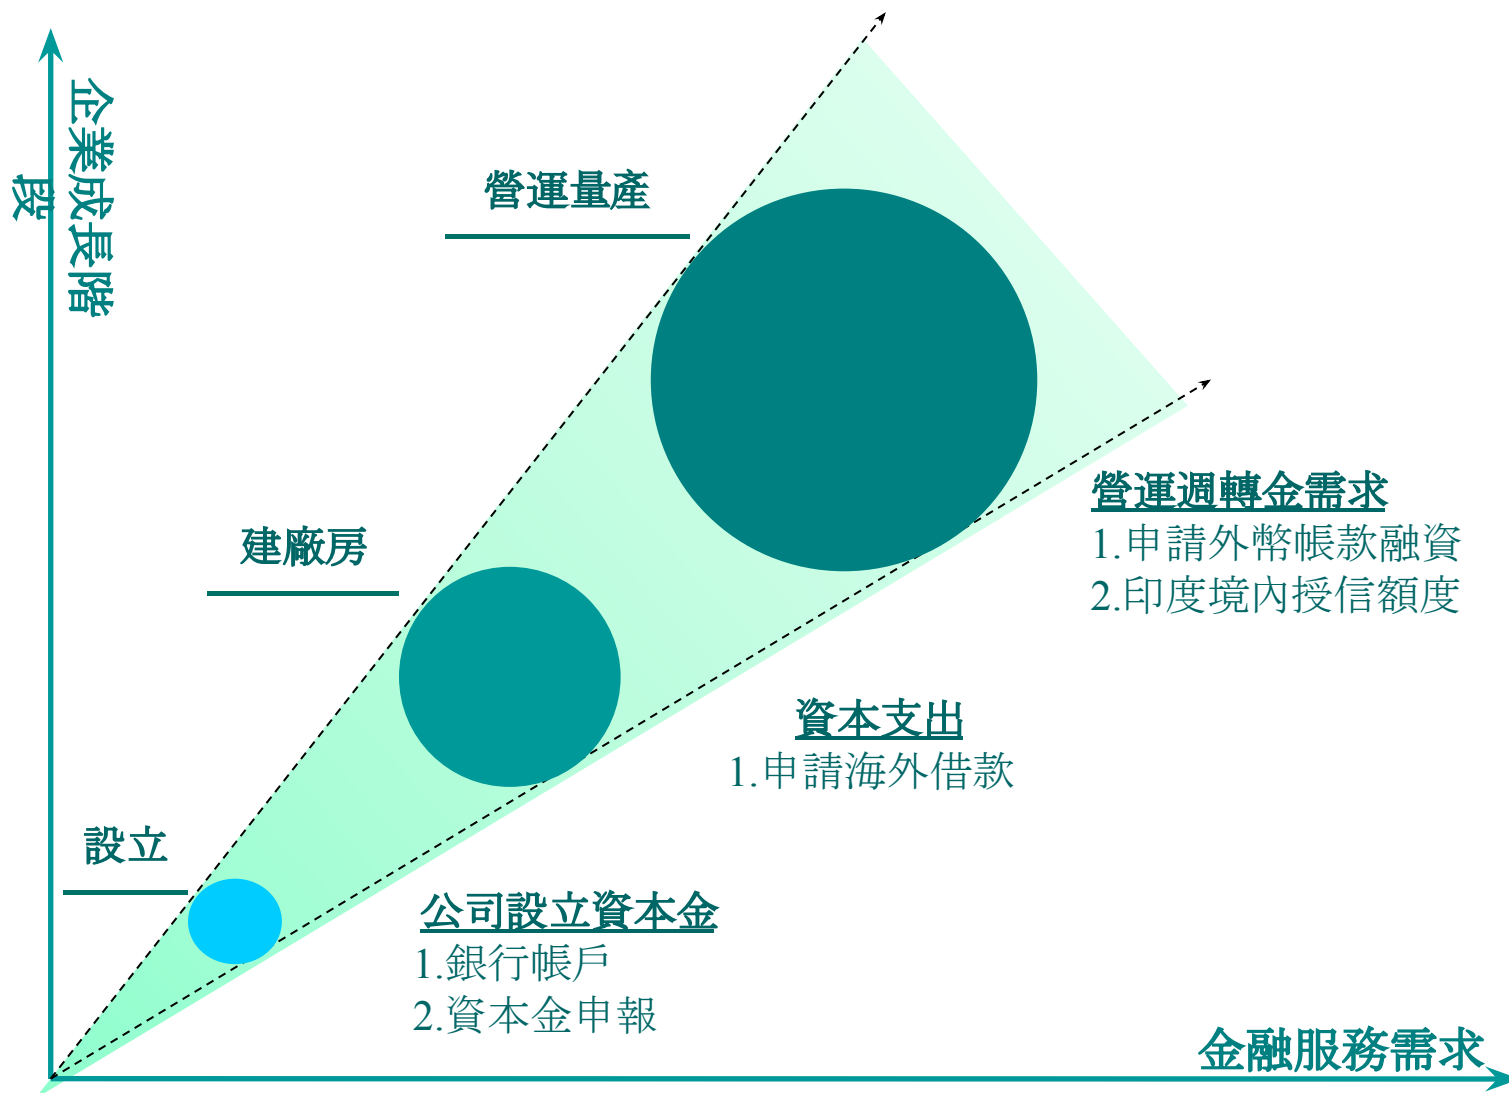 企業成長階
段
營運量產
營運週轉金需求
1.申請外幣帳款融資
2.印度境內授信額度
建廠房
資本支出
1.申請海外借款
設立
公司設立資本金
1.銀行帳戶
2.資本金申報
金融服務需求